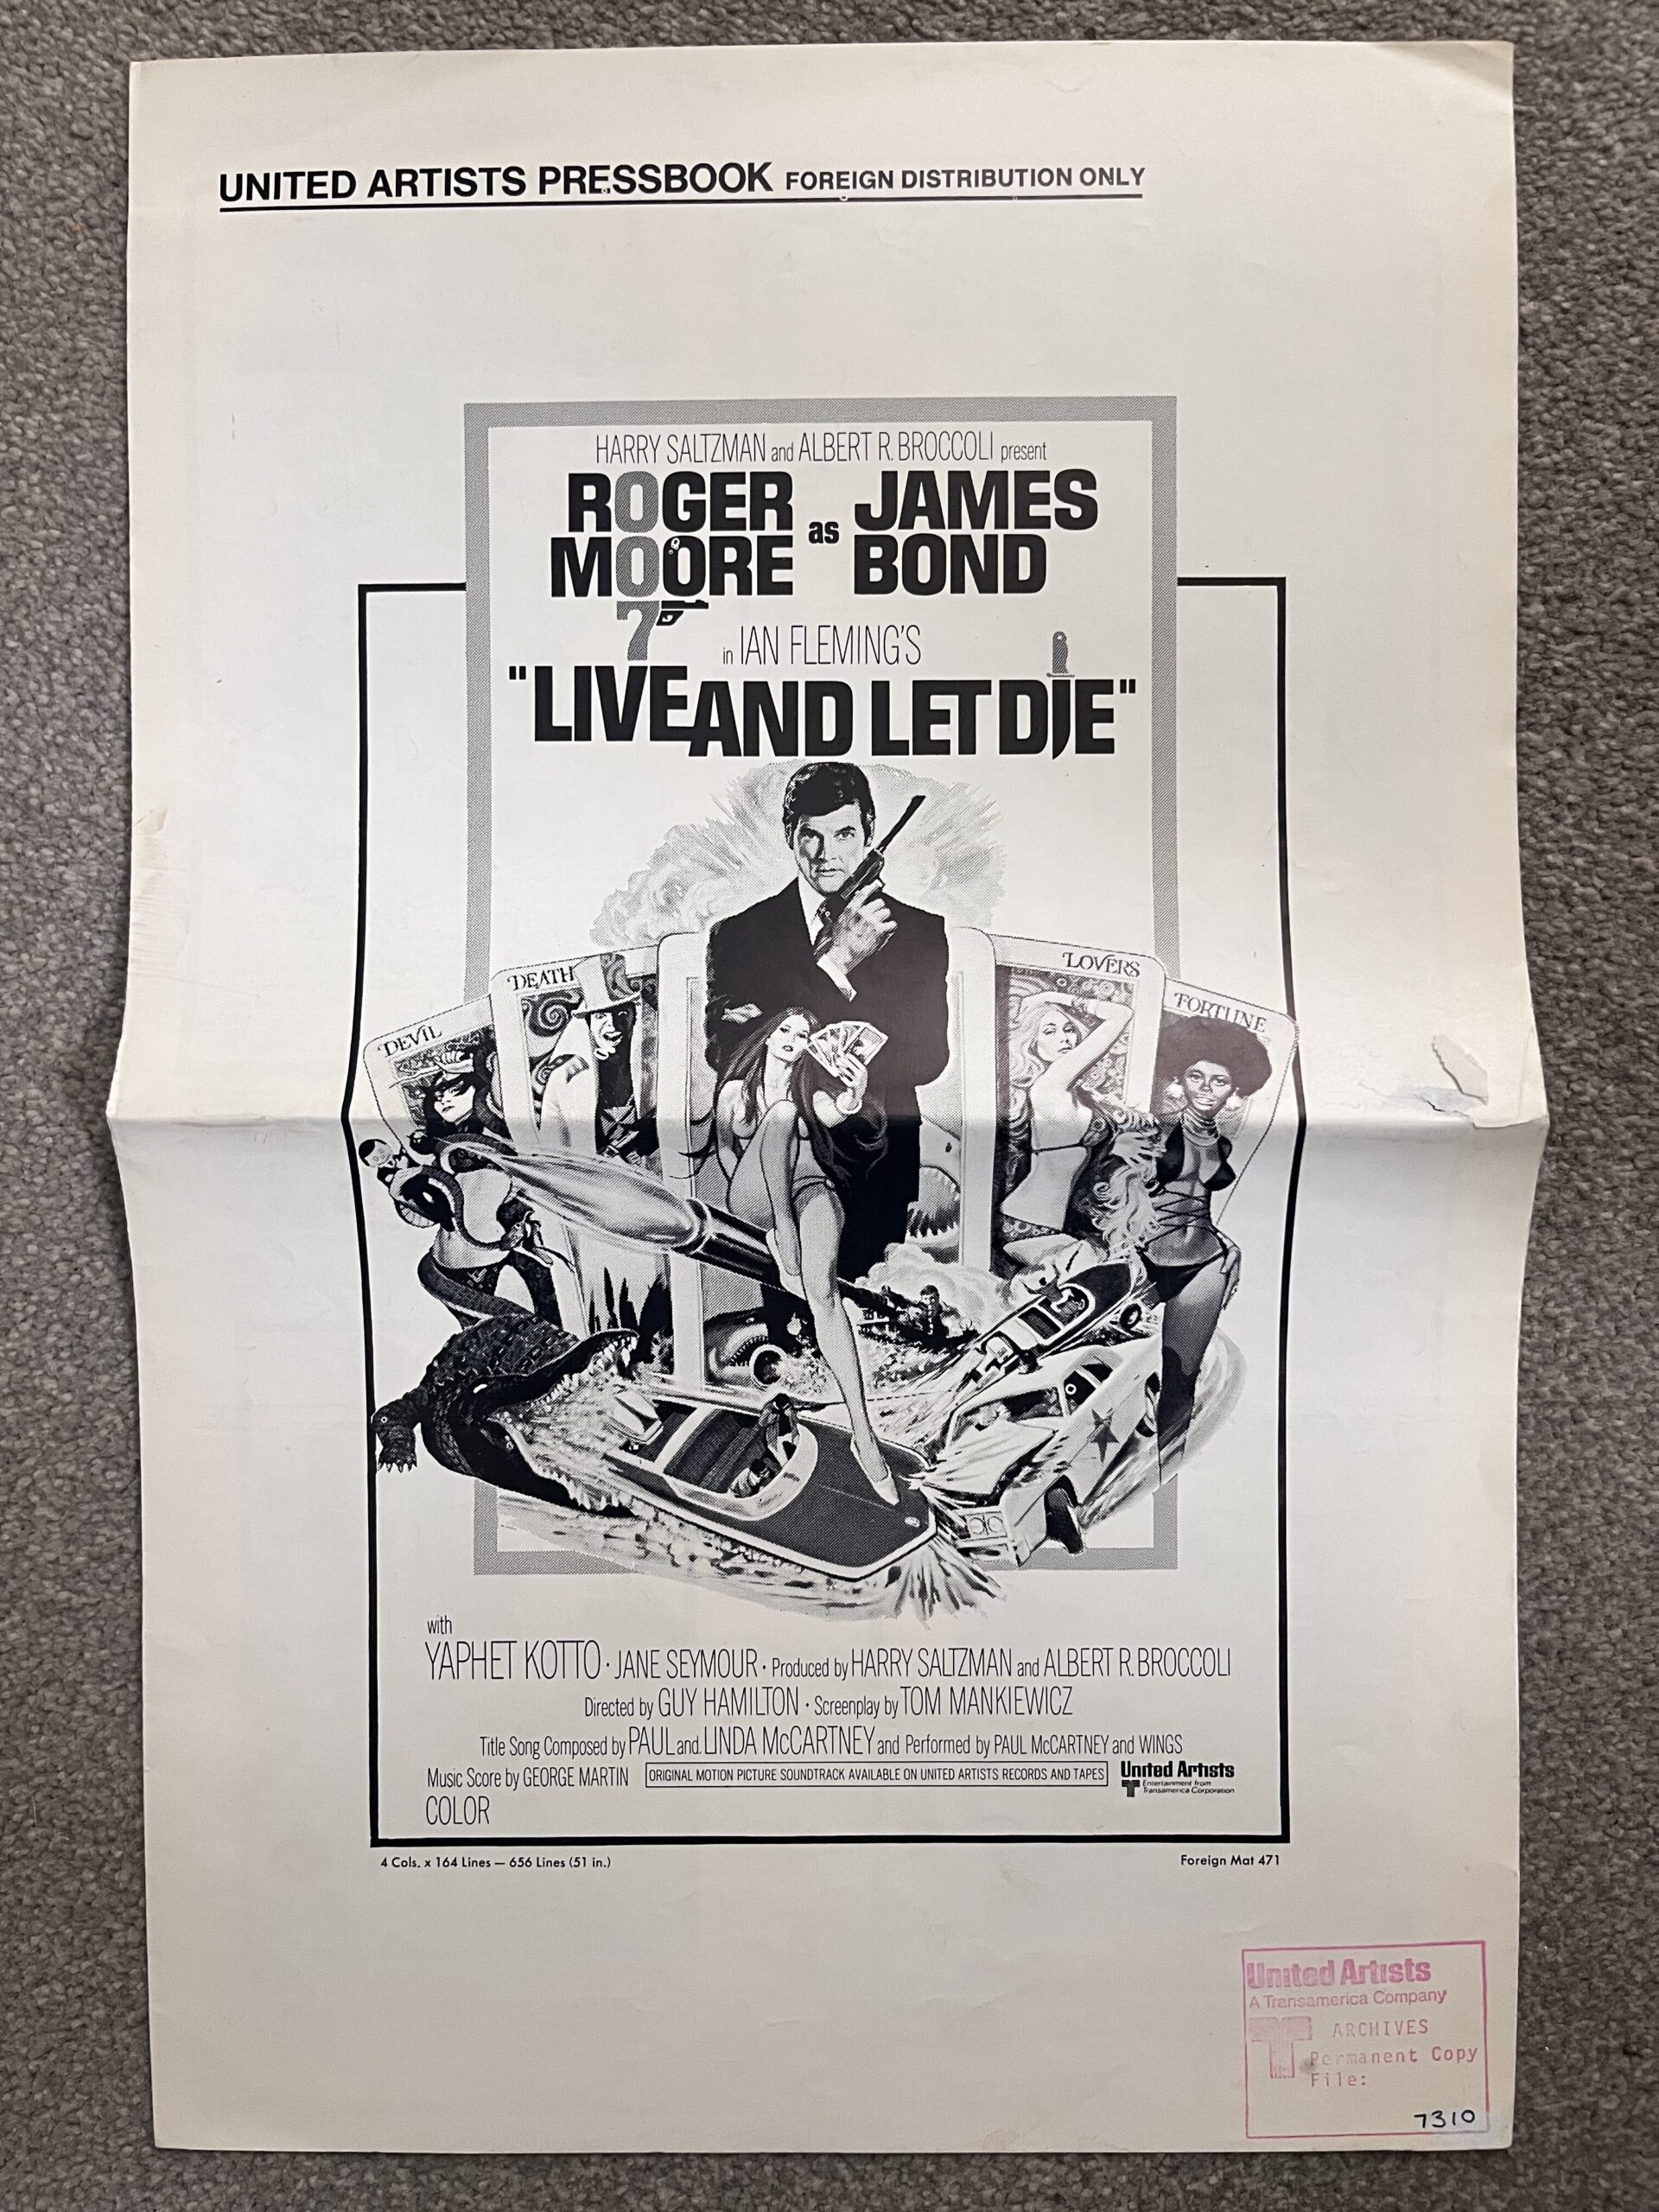 UNITED ARTISTS PRESSBOOK FOREIGN DISTRIBUTION ONLY
HARRY SALTZMAN and ALBERT R. BROCCOLI present
ROGER MOORE as JAMES BOND
007
in IAN FLEMING'S
"LIVE AND LET DIE"
DEVIL
DEATH
LOVERS
FORTUNE
with
YAPHET KOTTO · JANE SEYMOUR · Produced by HARRY SALTZMAN and ALBERT R. BROCCOLI
Directed by GUY HAMILTON · Screenplay by TOM MANKIEWICZ
Title Song Composed by PAUL and LINDA McCARTNEY and Performed by PAUL McCARTNEY and WINGS
Music Score by GEORGE MARTIN
ORIGINAL MOTION PICTURE SOUNDTRACK AVAILABLE ON UNITED ARTISTS RECORDS AND TAPES
United Artists
Entertainment from
Transamerica Corporation
COLOR
4 Cols. x 164 Lines — 656 Lines (51 in.)
Foreign Mat 471
United Artists
A Transamerica Company
ARCHIVES
Permanent Copy
File:
7310